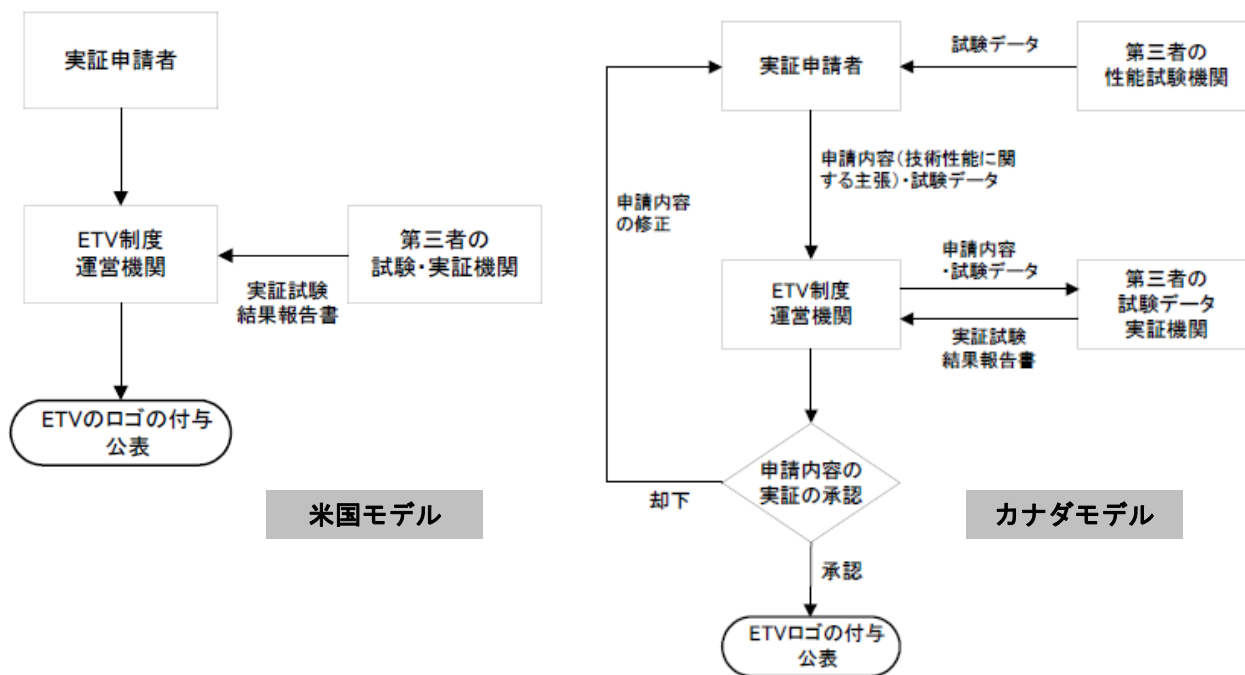 実証申請者
ETV制度
運営機関
第三者の
試験・実証機関
実証試験
結果報告書
ETVのロゴの付与
公表
米国モデル
実証申請者
試験データ
第三者の
性能試験機関
申請内容(技術性能に関
する主張)・試験データ
申請内容
の修正
ETV制度
運営機関
申請内容
・試験データ
第三者の
試験データ
実証機関
実証試験
結果報告書
申請内容の
実証の承認
却下
カナダモデル
承認
ETVロゴの付与
公表